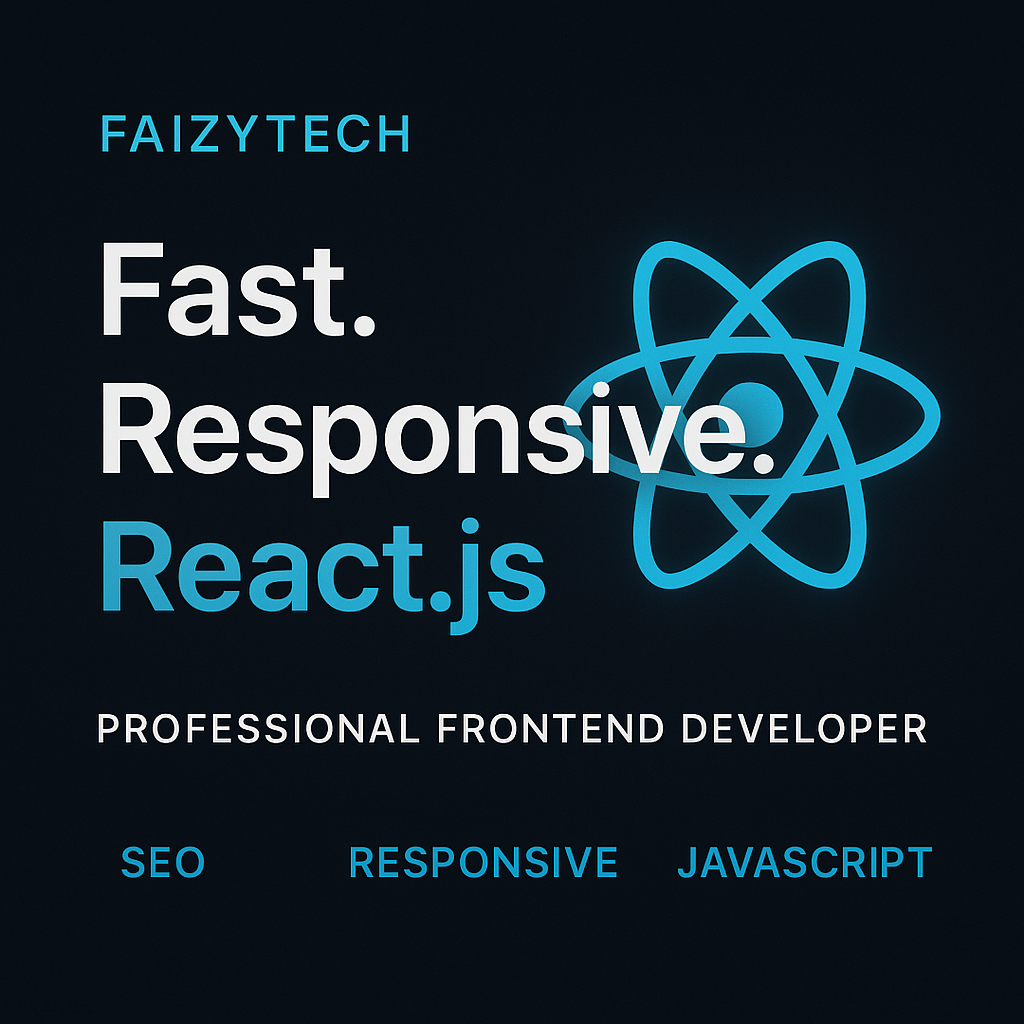 FAIZYTECH
Fast.
Responsive.
React.js
PROFESSIONAL FRONTEND DEVELOPER
SEO RESPONSIVE JAVASCRIPT